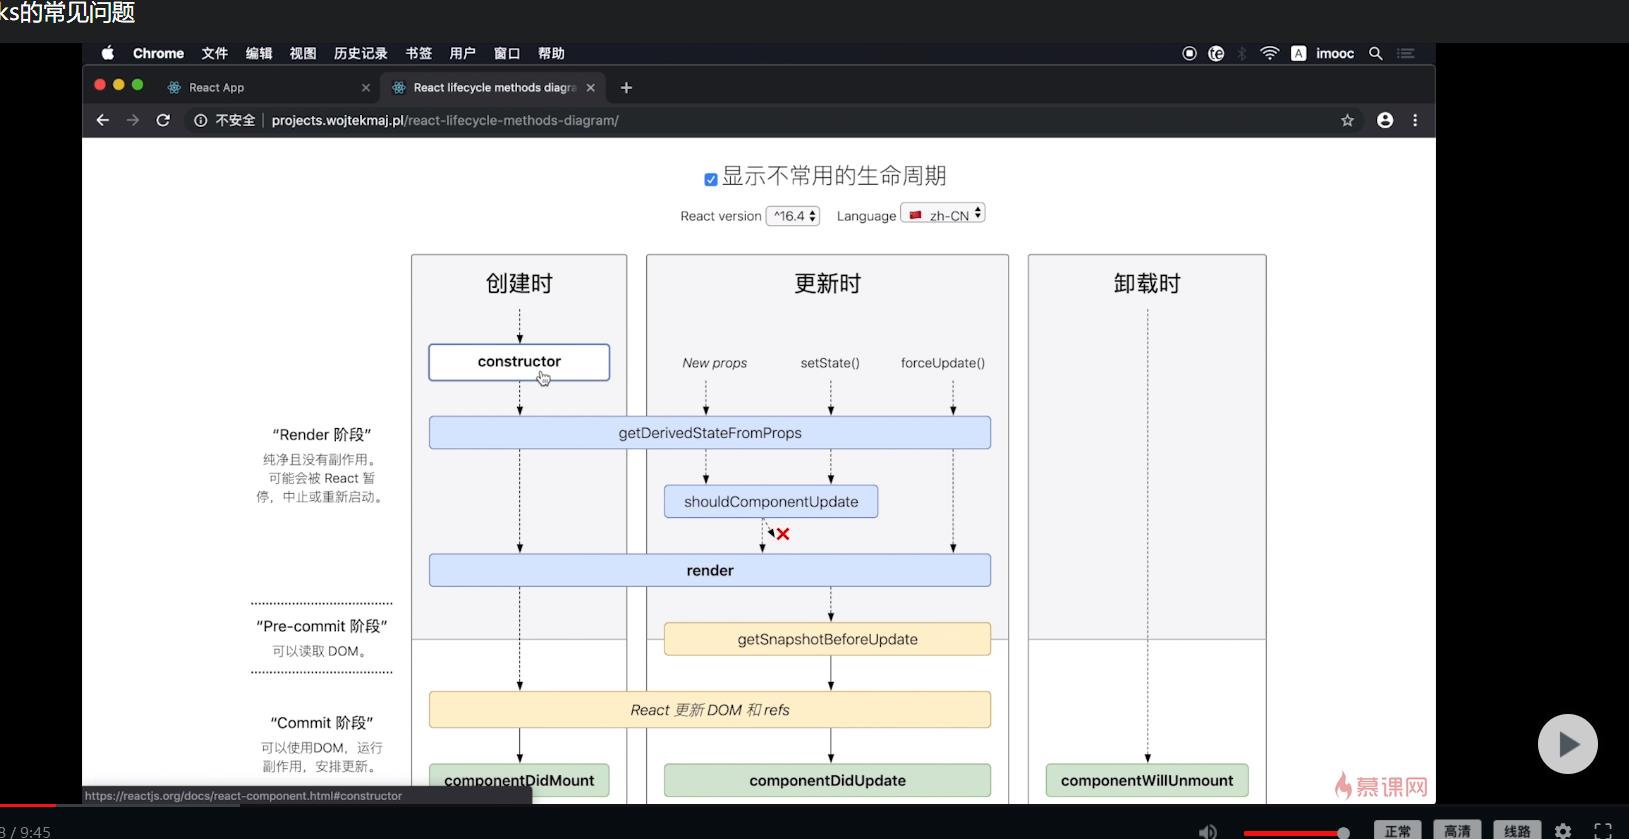 ks的常见问题
Chrome 文件 编辑 视图 历史记录 书签 用户 窗口 帮助
A imooc
React App
React lifecycle methods diagra
不安全 projects.wojtekmaj.pl/react-lifecycle-methods-diagram/
显示不常用的生命周期
React version ^16.4 Language zh-CN
创建时 更新时 卸载时
constructor
New props setState() forceUpdate()
getDerivedStateFromProps
“Render 阶段”
纯净且没有副作用。
可能会被 React 暂
停，中止或重新启动。
shouldComponentUpdate
render
“Pre-commit 阶段”
可以读取 DOM。
getSnapshotBeforeUpdate
React 更新 DOM 和 refs
“Commit 阶段”
可以使用DOM，运行
副作用，安排更新。
componentDidMount componentDidUpdate componentWillUnmount
慕课网
https://reactjs.org/docs/react-component.html#constructor
8 / 9:45
正常 高清 线路